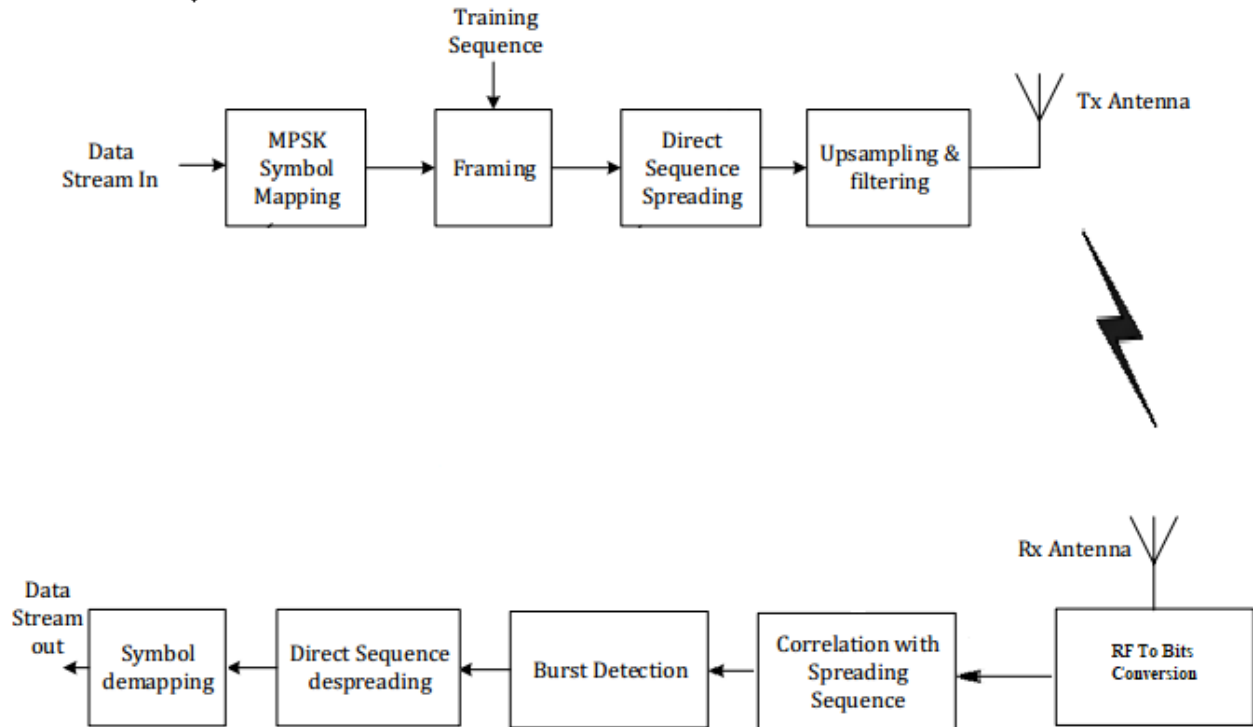 Training
Sequence
Tx Antenna
Data
Stream In
MPSK
Symbol
Mapping
Framing
Direct
Sequence
Spreading
Upsampling &
filtering
Rx Antenna
RF To Bits
Conversion
Correlation with
Spreading
Sequence
Burst Detection
Direct Sequence
despreading
Symbol
demapping
Data
Stream
out